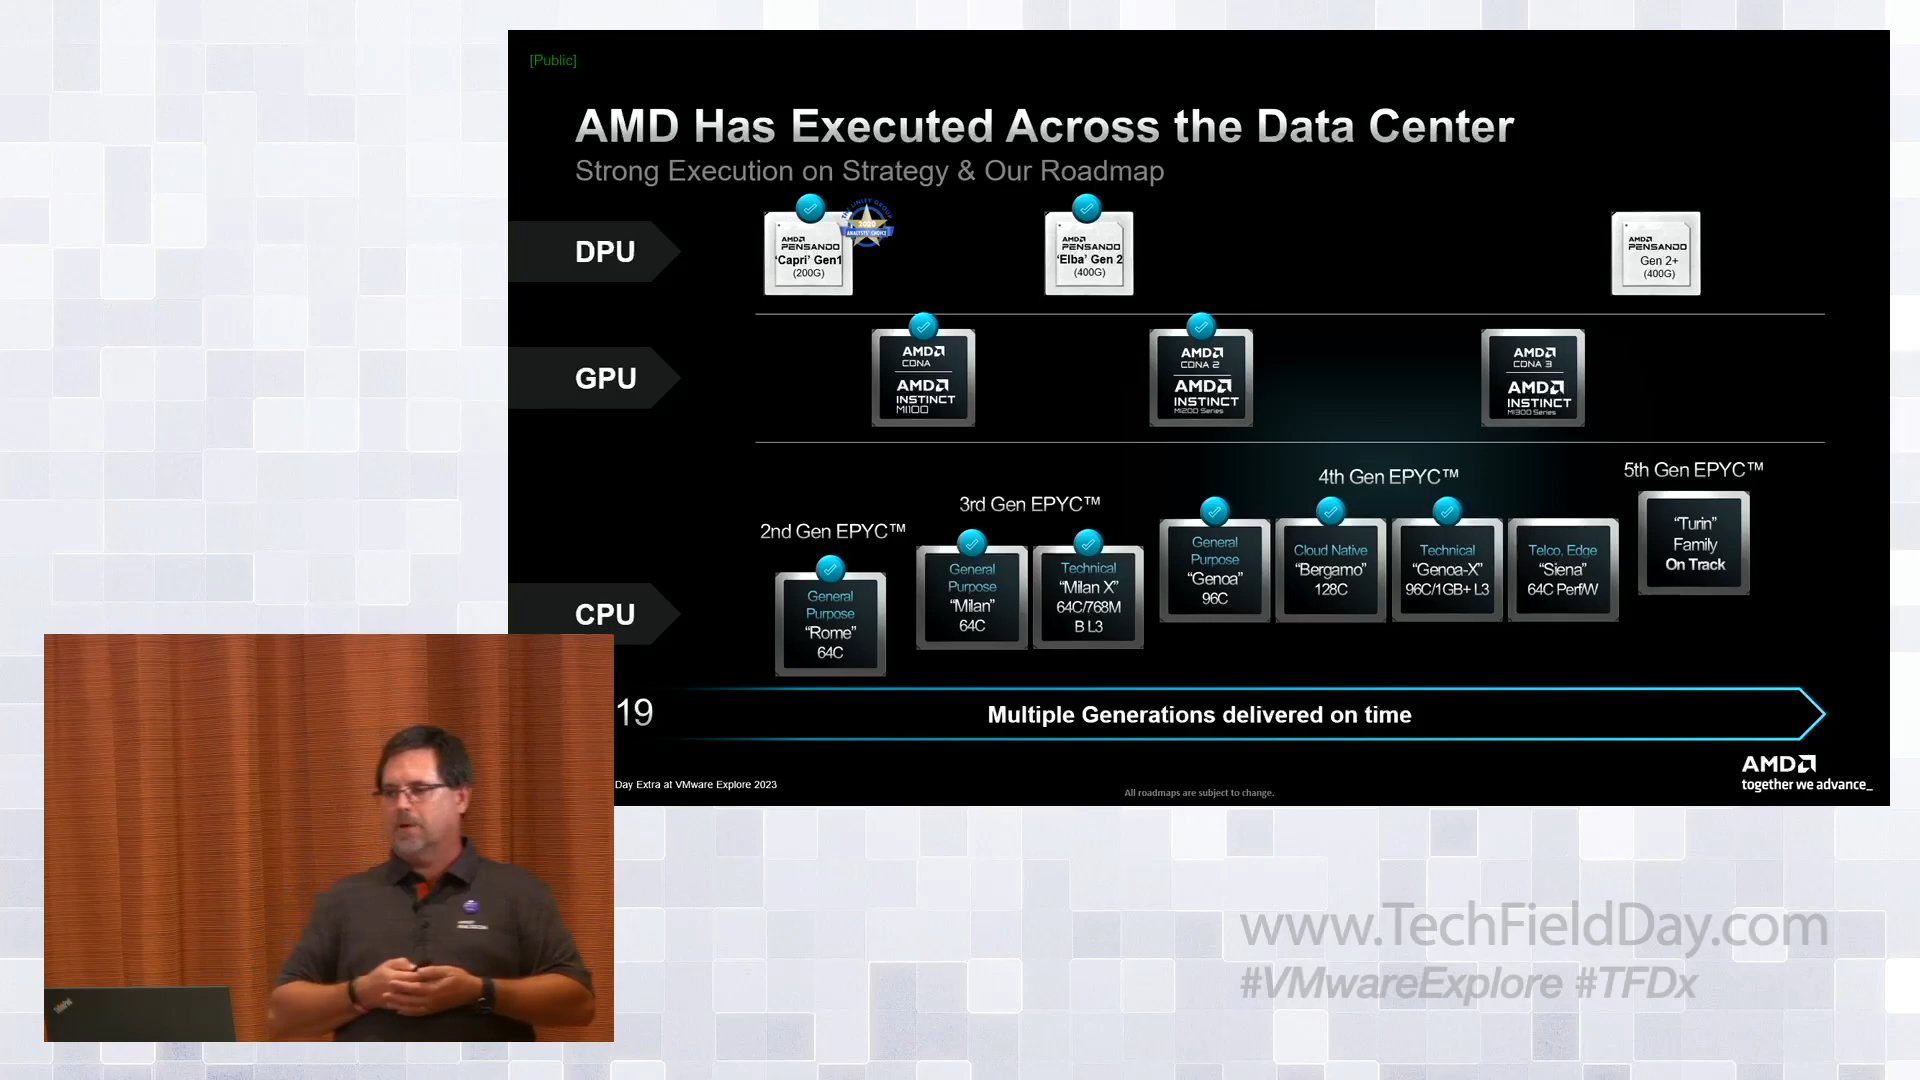 [Public]
AMD Has Executed Across the Data Center
Strong Execution on Strategy & Our Roadmap
DPU
AMD
PENSANDO
‘Capri’ Gen1
(200G)
2020
ANALYSTS' CHOICE
AMD
PENSANDO
‘Elba’ Gen 2
(400G)
AMD
PENSANDO
Gen 2+
(400G)
GPU
AMD
CDNA
AMD
INSTINCT
MI100
AMD
CDNA 2
AMD
INSTINCT
MI200 Series
AMD
CDNA 3
AMD
INSTINCT
MI300 Series
CPU
2nd Gen EPYC™
General
Purpose
“Rome”
64C
3rd Gen EPYC™
General
Purpose
“Milan”
64C
Technical
“Milan X”
64C/768M
B L3
4th Gen EPYC™
General
Purpose
“Genoa”
96C
Cloud Native
“Bergamo”
128C
Technical
“Genoa-X”
96C/1GB+ L3
Telco, Edge
“Siena”
64C Perf/W
5th Gen EPYC™
“Turin”
Family
On Track
19
Multiple Generations delivered on time
Day Extra at VMware Explore 2023
All roadmaps are subject to change.
AMD
together we advance_
www.TechFieldDay.com
#VMwareExplore #TFDx